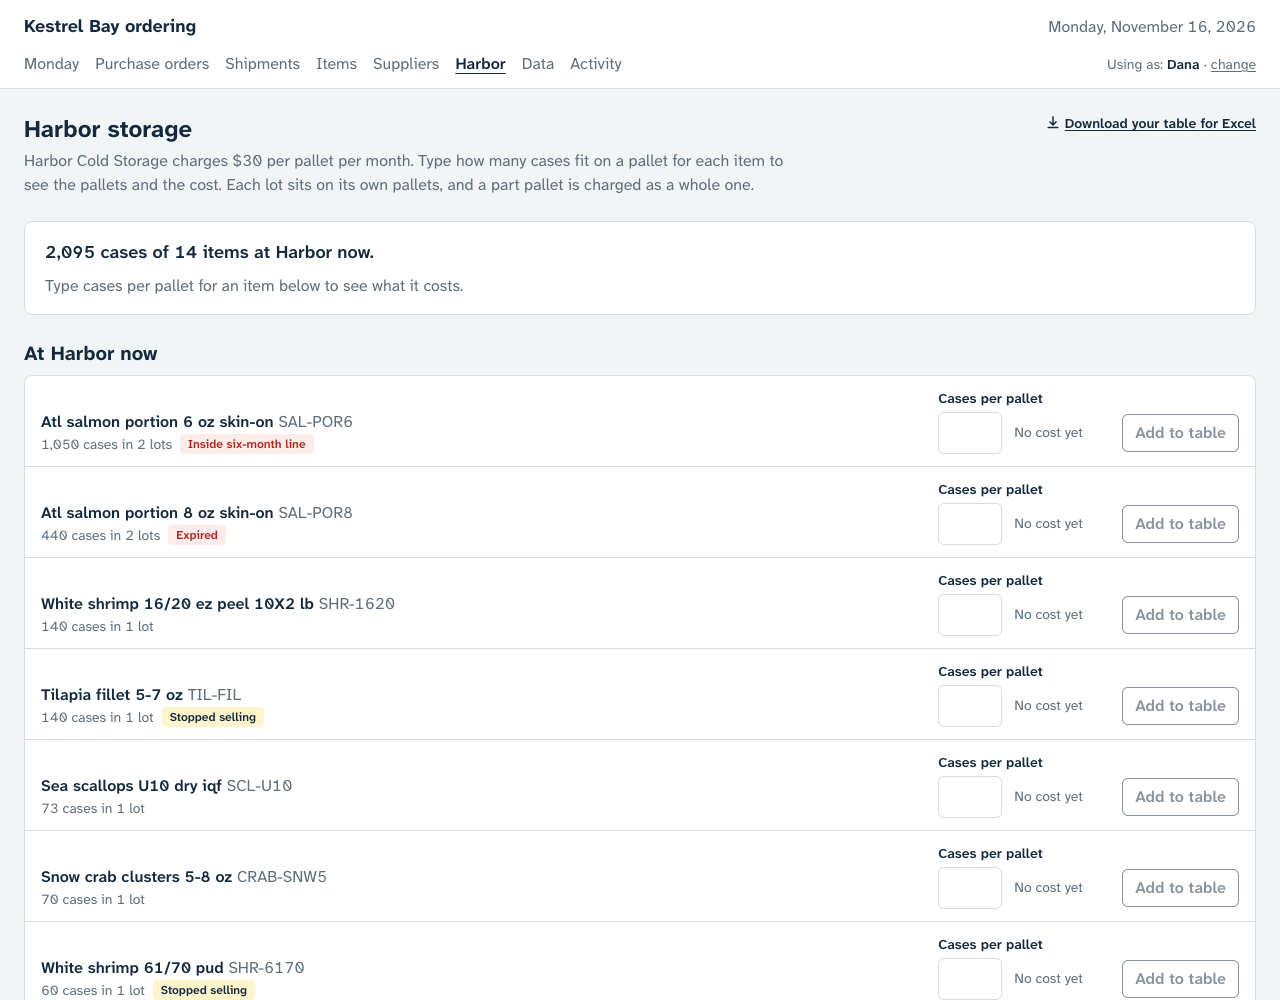 Kestrel Bay ordering
Monday, November 16, 2026
Monday Purchase orders Shipments Items Suppliers Harbor Data Activity
Using as: Dana · change
Harbor storage
Download your table for Excel
Harbor Cold Storage charges $30 per pallet per month. Type how many cases fit on a pallet for each item to
see the pallets and the cost. Each lot sits on its own pallets, and a part pallet is charged as a whole one.
2,095 cases of 14 items at Harbor now.
Type cases per pallet for an item below to see what it costs.
At Harbor now
Cases per pallet
Atl salmon portion 6 oz skin-on SAL-POR6
1,050 cases in 2 lots Inside six-month line
No cost yet
Add to table
Cases per pallet
Atl salmon portion 8 oz skin-on SAL-POR8
440 cases in 2 lots Expired
No cost yet
Add to table
Cases per pallet
White shrimp 16/20 ez peel 10X2 lb SHR-1620
140 cases in 1 lot
No cost yet
Add to table
Cases per pallet
Tilapia fillet 5-7 oz TIL-FIL
140 cases in 1 lot Stopped selling
No cost yet
Add to table
Cases per pallet
Sea scallops U10 dry iqf SCL-U10
73 cases in 1 lot
No cost yet
Add to table
Cases per pallet
Snow crab clusters 5-8 oz CRAB-SNW5
70 cases in 1 lot
No cost yet
Add to table
Cases per pallet
White shrimp 61/70 pud SHR-6170
60 cases in 1 lot Stopped selling
No cost yet
Add to table